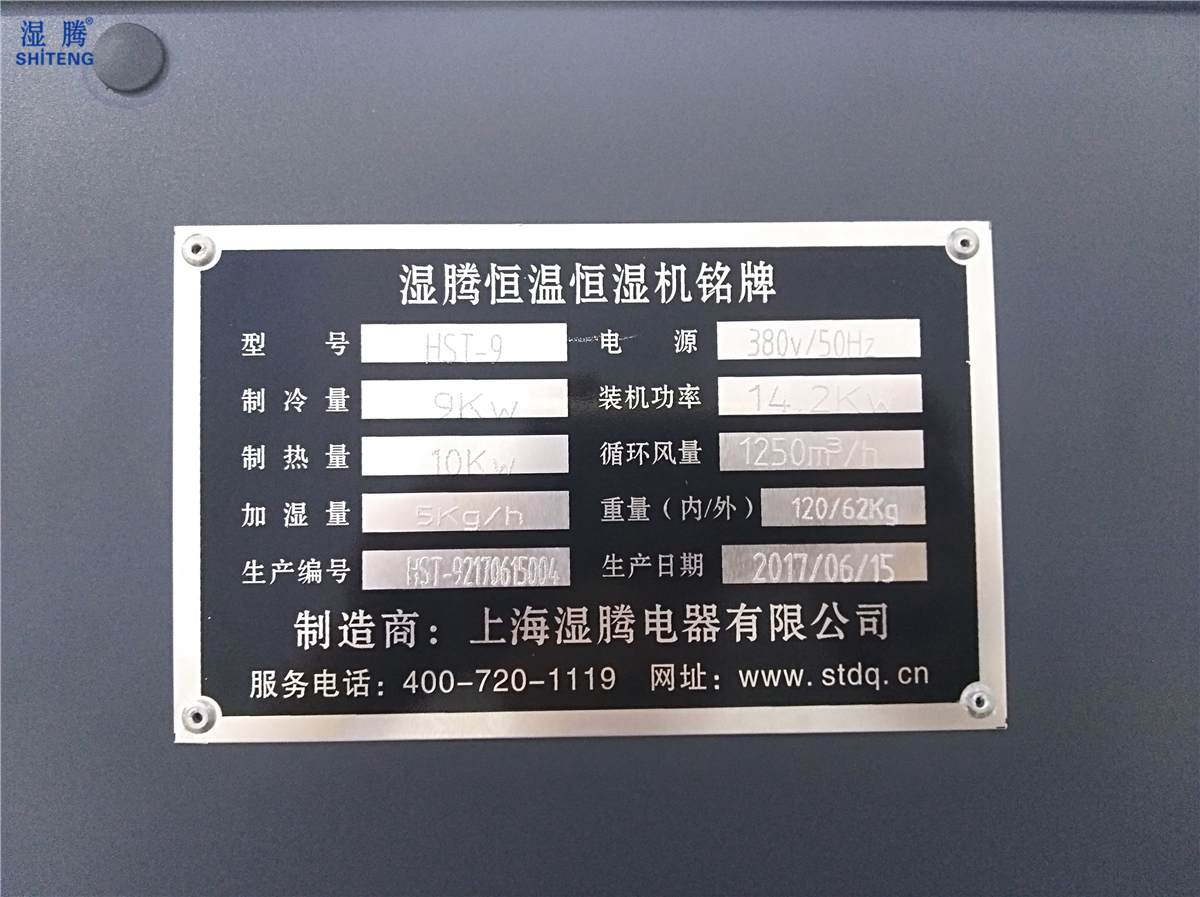 湿腾®
SHiTENG
湿腾恒温恒湿机铭牌
型号 HST-9 电源 380v/50Hz
制冷量 9Kw 装机功率 14.2Kw
制热量 10Kw 循环风量 1250m³/h
加湿量 5Kg/h 重量（内/外） 120/62Kg
生产编号 HST-92170615004 生产日期 2017/06/15
制造商：上海湿腾电器有限公司
服务电话：400-720-1119 网址：www.stdq.cn